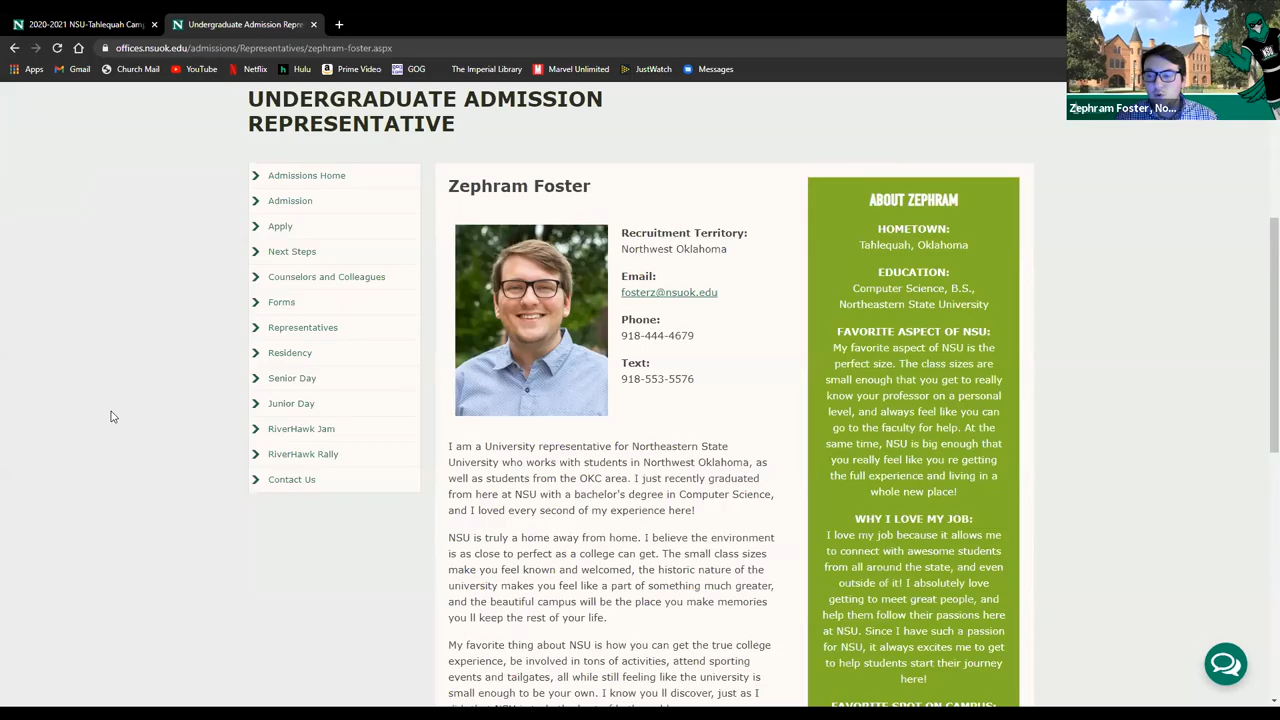 2020-2021 NSU-Tahlequah Cam
Undergraduate Admission Repre
offices.nsuok.edu/admissions/Representatives/zephram-foster.aspx
Apps
Gmail
Church Mail
YouTube
Netflix
Hulu
Prime Video
GOG
The Imperial Library
Marvel Unlimited
JustWatch
Messages
Zephram Foster, No...
UNDERGRADUATE ADMISSION
REPRESENTATIVE
Admissions Home
Admission
Apply
Next Steps
Counselors and Colleagues
Forms
Representatives
Residency
Senior Day
Junior Day
RiverHawk Jam
RiverHawk Rally
Contact Us
Zephram Foster
Recruitment Territory:
Northwest Oklahoma
Email:
fosterz@nsuok.edu
Phone:
918-444-4679
Text:
918-553-5576
I am a University representative for Northeastern State
University who works with students in Northwest Oklahoma, as
well as students from the OKC area. I just recently graduated
from here at NSU with a bachelor's degree in Computer Science,
and I loved every second of my experience here!
NSU is truly a home away from home. I believe the environment
is as close to perfect as a college can get. The small class sizes
make you feel known and welcomed, the historic nature of the
university makes you feel like a part of something much greater,
and the beautiful campus will be the place you make memories
you ll keep the rest of your life.
My favorite thing about NSU is how you can get the true college
experience, be involved in tons of activities, attend sporting
events and tailgates, all while still feeling like the university is
small enough to be your own. I know you ll discover, just as I
ABOUT ZEPHRAM
HOMETOWN:
Tahlequah, Oklahoma
EDUCATION:
Computer Science, B.S.,
Northeastern State University
FAVORITE ASPECT OF NSU:
My favorite aspect of NSU is the
perfect size. The class sizes are
small enough that you get to really
know your professor on a personal
level, and always feel like you can
go to the faculty for help. At the
same time, NSU is big enough that
you really feel like you re getting
the full experience and living in a
whole new place!
WHY I LOVE MY JOB:
I love my job because it allows me
to connect with awesome students
from all around the state, and even
outside of it! I absolutely love
getting to meet great people, and
help them follow their passions here
at NSU. Since I have such a passion
for NSU, it always excites me to get
to help students start their journey
here!
FAVORITE SPOT ON CAMPUS: